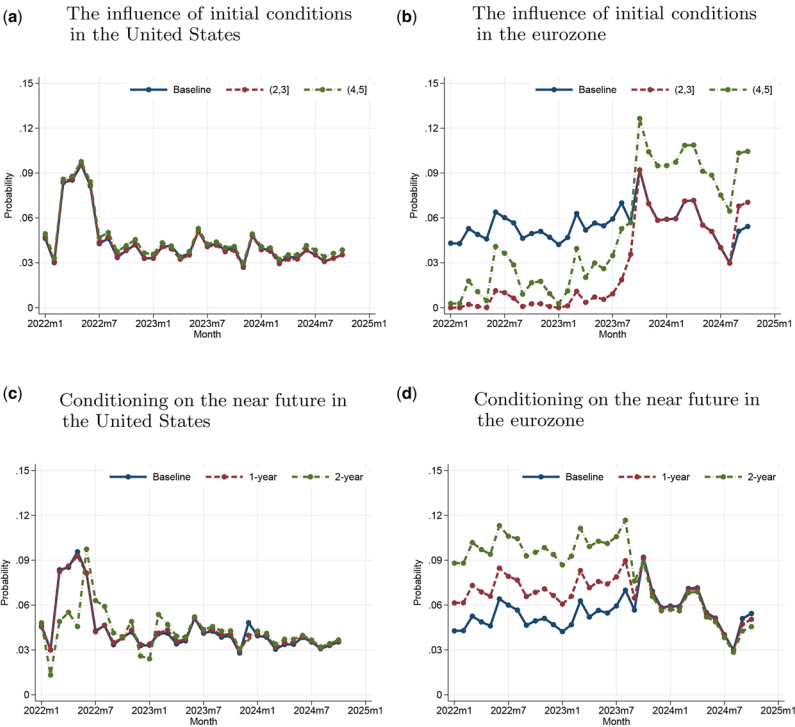 (a) The influence of initial conditions
in the United States
.15
.12
.09
.06
.03
0
Probability
Baseline (2,3] (4,5]
2022m1 2022m7 2023m1 2023m7 2024m1 2024m7 2025m1
Month
(b) The influence of initial conditions
in the eurozone
.15
.12
.09
.06
.03
0
Probability
Baseline (2,3] (4,5]
2022m1 2022m7 2023m1 2023m7 2024m1 2024m7 2025m1
Month
(c) Conditioning on the near future in
the United States
.15
.12
.09
.06
.03
0
Probability
Baseline 1-year 2-year
2022m1 2022m7 2023m1 2023m7 2024m1 2024m7 2025m1
Month
(d) Conditioning on the near future in
the eurozone
.15
.12
.09
.06
.03
0
Probability
Baseline 1-year 2-year
2022m1 2022m7 2023m1 2023m7 2024m1 2024m7 2025m1
Month